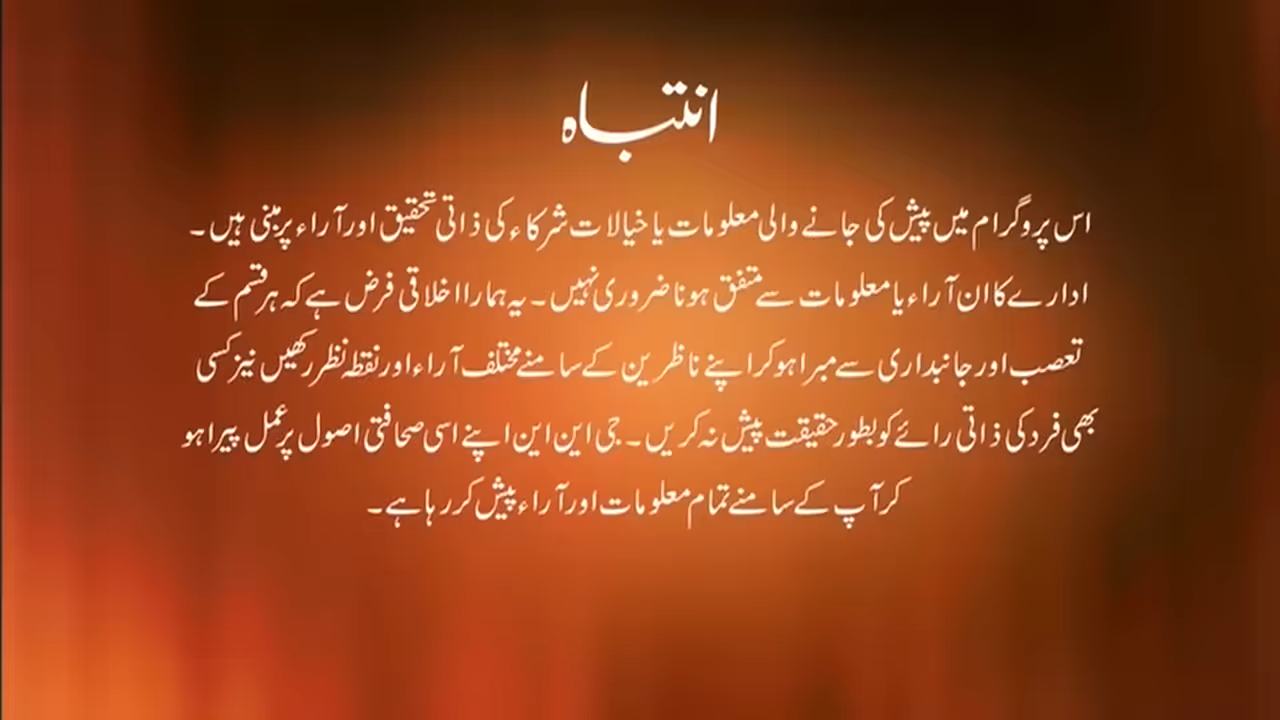 انتباہ
اس پروگرام میں پیش کی جانے والی معلومات یا خیالات شرکاء کی ذاتی تحقیق اور آراء پر مبنی ہیں۔
ادارے کا ان آراء یا معلومات سے متفق ہونا ضروری نہیں۔ یہ ہمارا اخلاقی فرض ہے کہ ہر قسم کے
تعصب اور جانبداری سے مبرا ہو کر اپنے ناظرین کے سامنے مختلف آراء اور نقطہ نظر رکھیں نیز کسی
بھی فرد کی ذاتی رائے کو بطور حقیقت پیش نہ کریں۔ جی این این اپنے اسی صحافتی اصول پر عمل پیرا ہو
کر آپ کے سامنے تمام معلومات اور آراء پیش کر رہا ہے۔